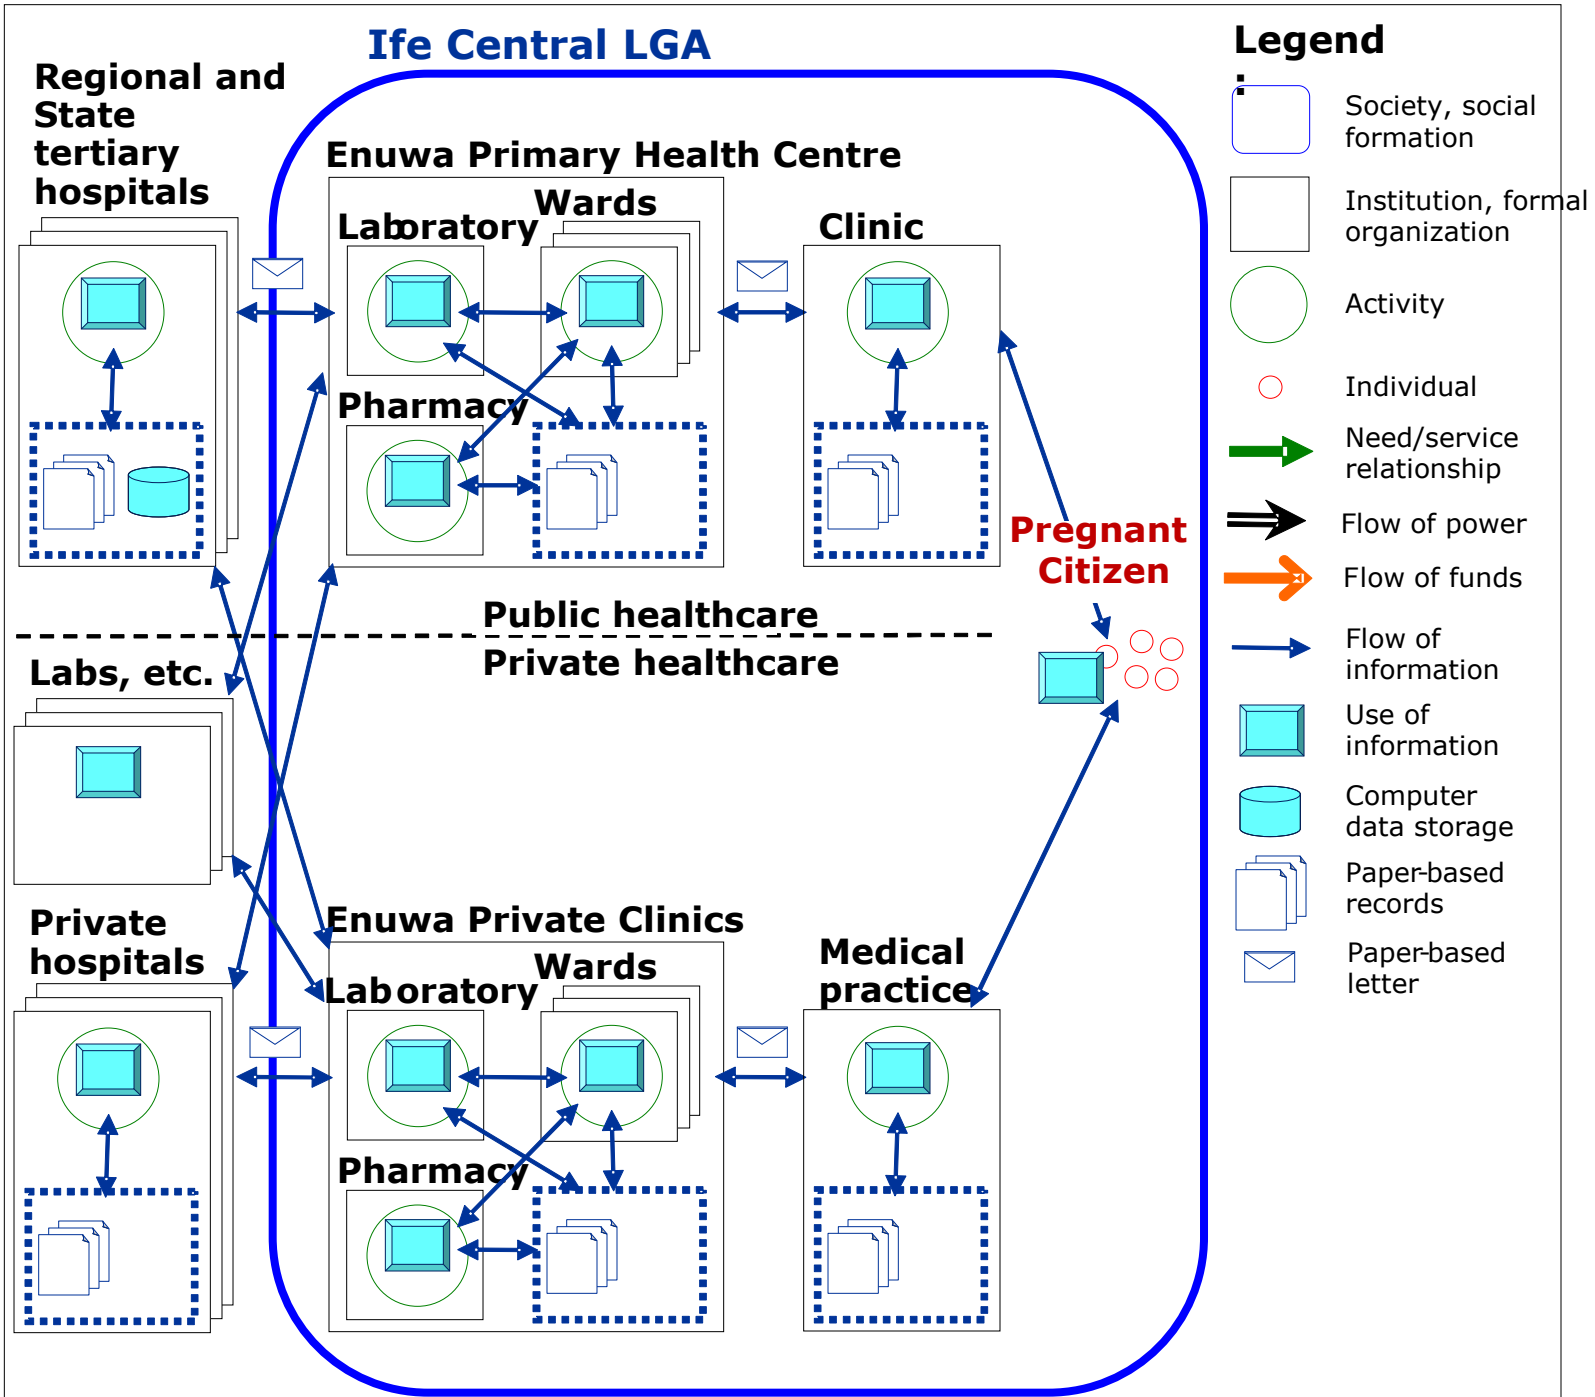 Ife Central LGA
Regional and
State
tertiary
hospitals
Enuwa Primary Health Centre
Laboratory
Wards
Clinic
Pharmacy
Pregnant
Citizen
Public healthcare
Private healthcare
Labs, etc.
Private
hospitals
Enuwa Private Clinics
Laboratory
Wards
Medical
practice
Pharmacy
Legend
:
Society, social
formation
Institution, formal
organization
Activity
Individual
Need/service
relationship
Flow of power
Flow of funds
Flow of
information
Use of
information
Computer
data storage
Paper-based
records
Paper-based
letter